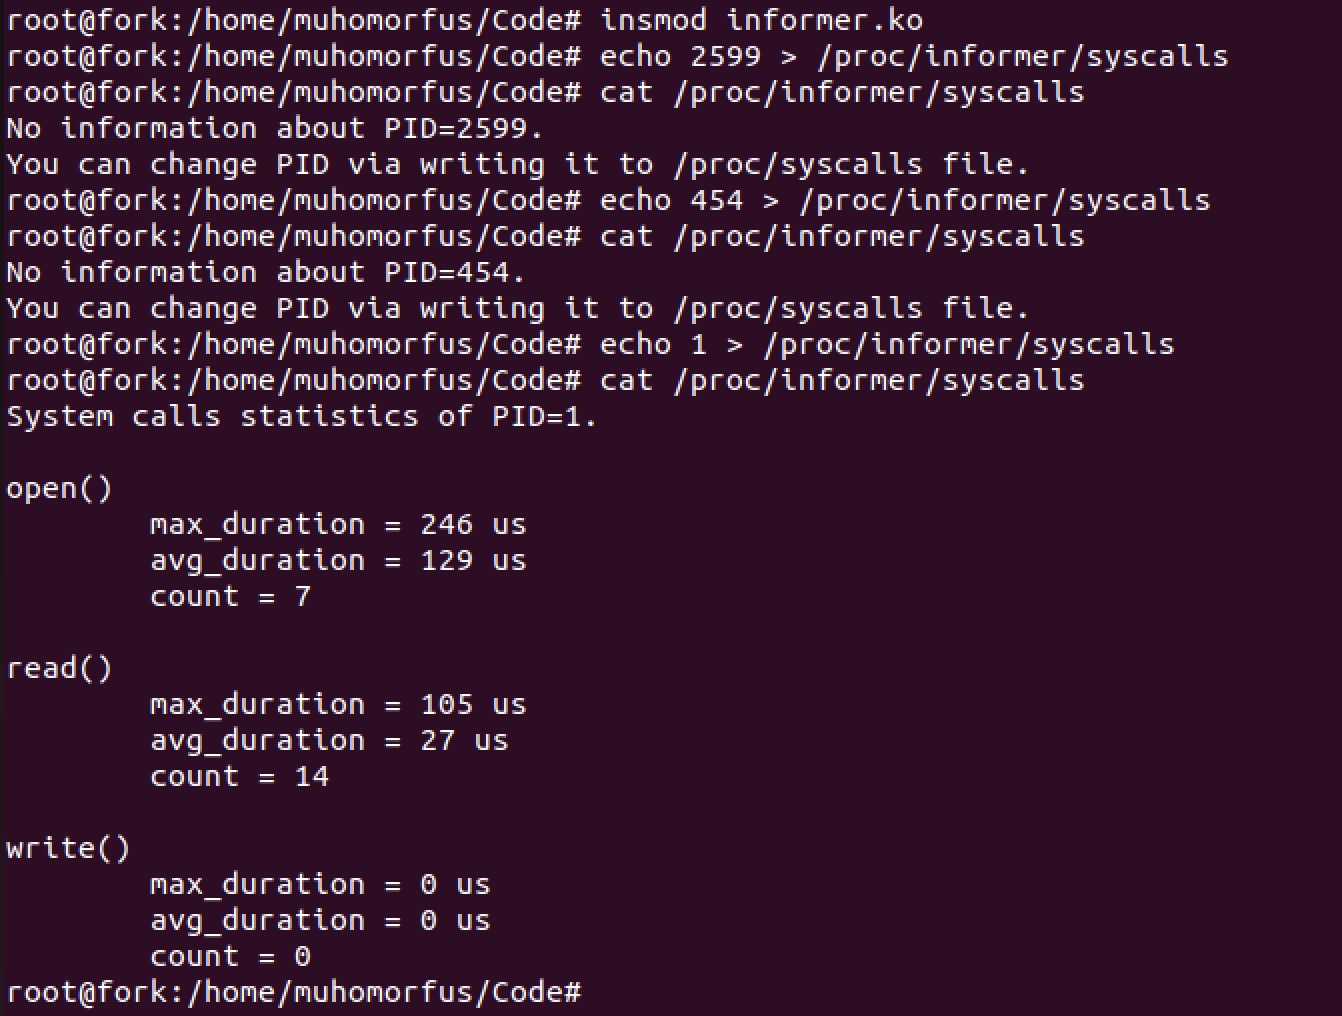 root@fork:/home/muhomorfus/Code# insmod informer.ko
root@fork:/home/muhomorfus/Code# echo 2599 > /proc/informer/syscalls
root@fork:/home/muhomorfus/Code# cat /proc/informer/syscalls
No information about PID=2599.
You can change PID via writing it to /proc/syscalls file.
root@fork:/home/muhomorfus/Code# echo 454 > /proc/informer/syscalls
root@fork:/home/muhomorfus/Code# cat /proc/informer/syscalls
No information about PID=454.
You can change PID via writing it to /proc/syscalls file.
root@fork:/home/muhomorfus/Code# echo 1 > /proc/informer/syscalls
root@fork:/home/muhomorfus/Code# cat /proc/informer/syscalls
System calls statistics of PID=1.

open()
        max_duration = 246 us
        avg_duration = 129 us
        count = 7

read()
        max_duration = 105 us
        avg_duration = 27 us
        count = 14

write()
        max_duration = 0 us
        avg_duration = 0 us
        count = 0
root@fork:/home/muhomorfus/Code#